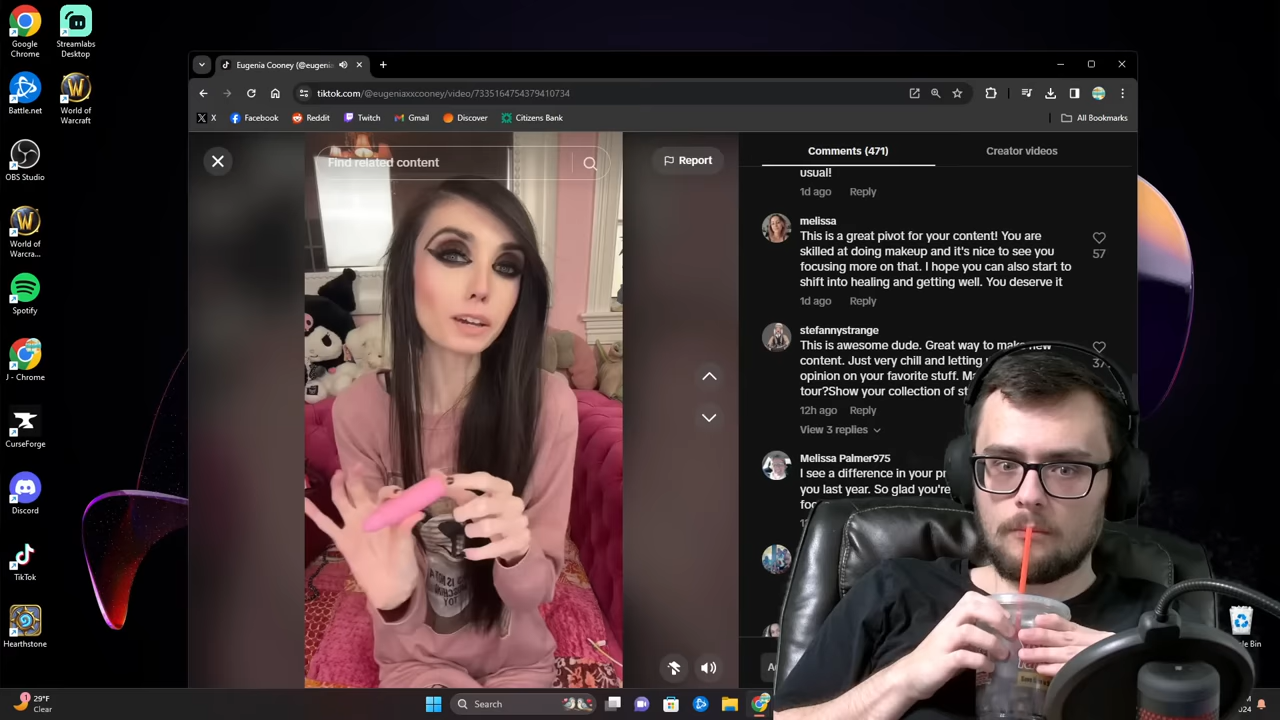 Google
Chrome
Streamlabs
Desktop
Battle.net
World of
Warcraft
OBS Studio
World of
Warcra...
Spotify
J - Chrome
CurseForge
Discord
TikTok
Hearthstone
Eugenia Cooney (@eugenia
tiktok.com/@eugeniaxxcooney/video/7335164754379410734
X
Facebook
Reddit
Twitch
Gmail
Discover
Citizens Bank
All Bookmarks
Find related content
Report
Comments (471)
Creator videos
usual!
1d ago
Reply
melissa
This is a great pivot for your content! You are
skilled at doing makeup and it's nice to see you
focusing more on that. I hope you can also start to
shift into healing and getting well. You deserve it
57
1d ago
Reply
stefannystrange
This is awesome dude. Great way to make new
content. Just very chill and letting
opinion on your favorite stuff.
tour?Show your collection of
37
12h ago
Reply
View 3 replies
Melissa Palmer975
I see a difference in your
you last year. So glad you're
29°F
Clear
Search
Bin
2024